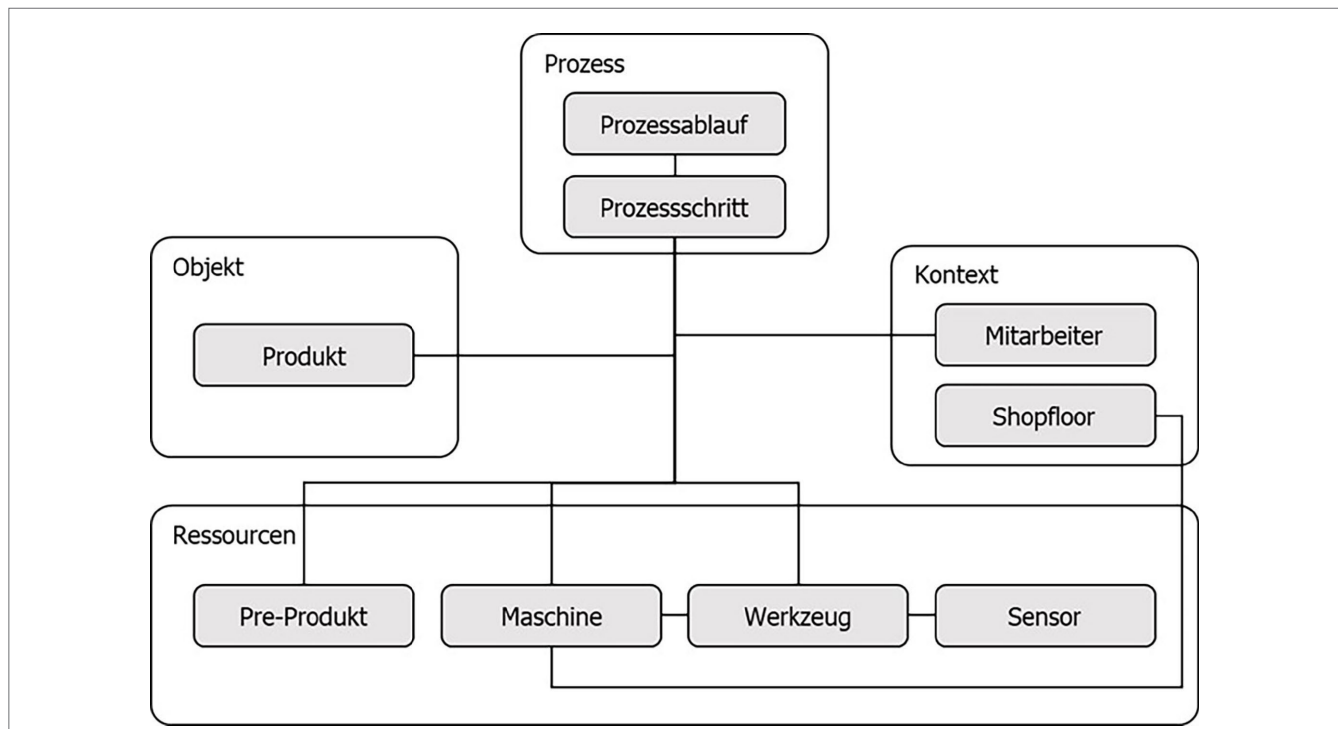 Prozess
Prozessablauf
Prozessschritt
Objekt
Produkt
Kontext
Mitarbeiter
Shopfloor
Ressourcen
Pre-Produkt
Maschine
Werkzeug
Sensor